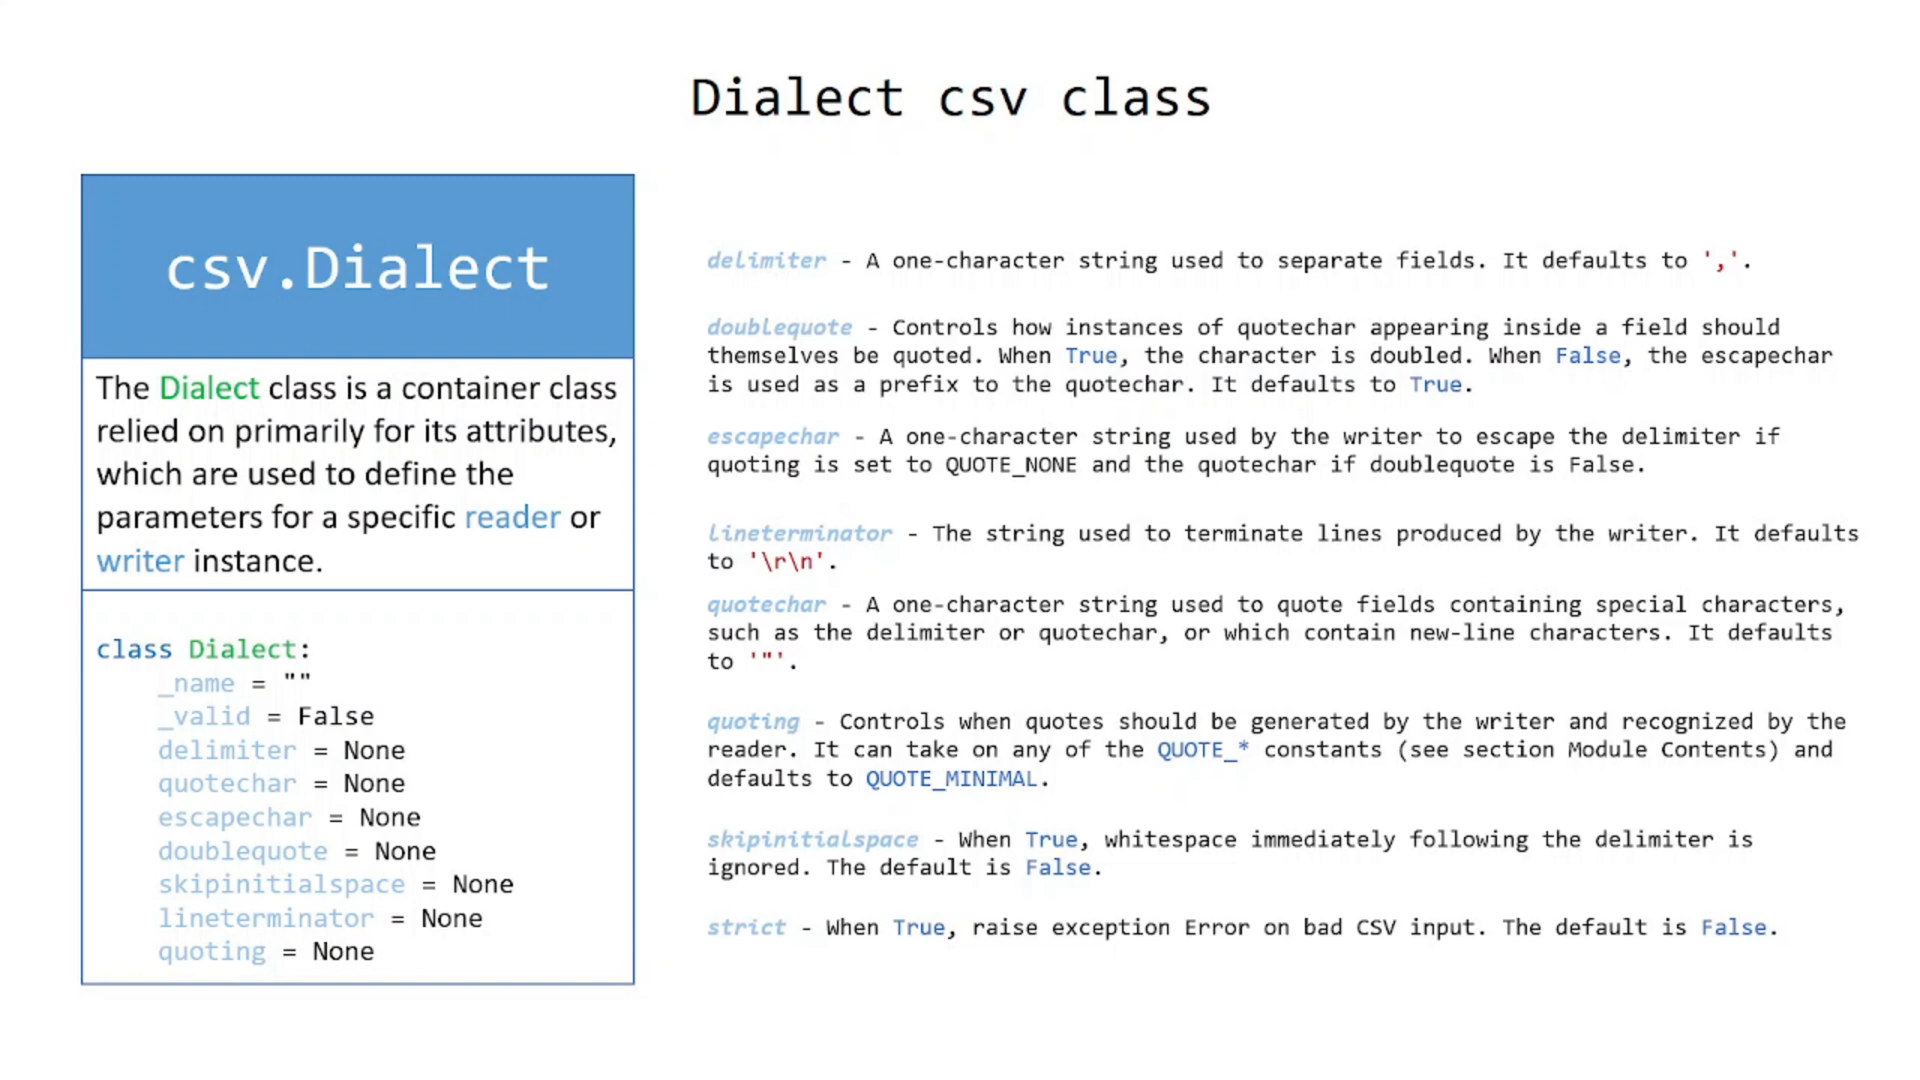 Dialect csv class
csv.Dialect
The Dialect class is a container class
relied on primarily for its attributes,
which are used to define the
parameters for a specific reader or
writer instance.
class Dialect:
_name = ""
_valid = False
delimiter = None
quotechar = None
escapechar = None
doublequote = None
skipinitialspace = None
lineterminator = None
quoting = None
delimiter - A one-character string used to separate fields. It defaults to ','.
doublequote - Controls how instances of quotechar appearing inside a field should
themselves be quoted. When True, the character is doubled. When False, the escapechar
is used as a prefix to the quotechar. It defaults to True.
escapechar - A one-character string used by the writer to escape the delimiter if
quoting is set to QUOTE_NONE and the quotechar if doublequote is False.
lineterminator - The string used to terminate lines produced by the writer. It defaults
to '\r\n'.
quotechar - A one-character string used to quote fields containing special characters,
such as the delimiter or quotechar, or which contain new-line characters. It defaults
to '"'.
quoting - Controls when quotes should be generated by the writer and recognized by the
reader. It can take on any of the QUOTE_* constants (see section Module Contents) and
defaults to QUOTE_MINIMAL.
skipinitialspace - When True, whitespace immediately following the delimiter is
ignored. The default is False.
strict - When True, raise exception Error on bad CSV input. The default is False.